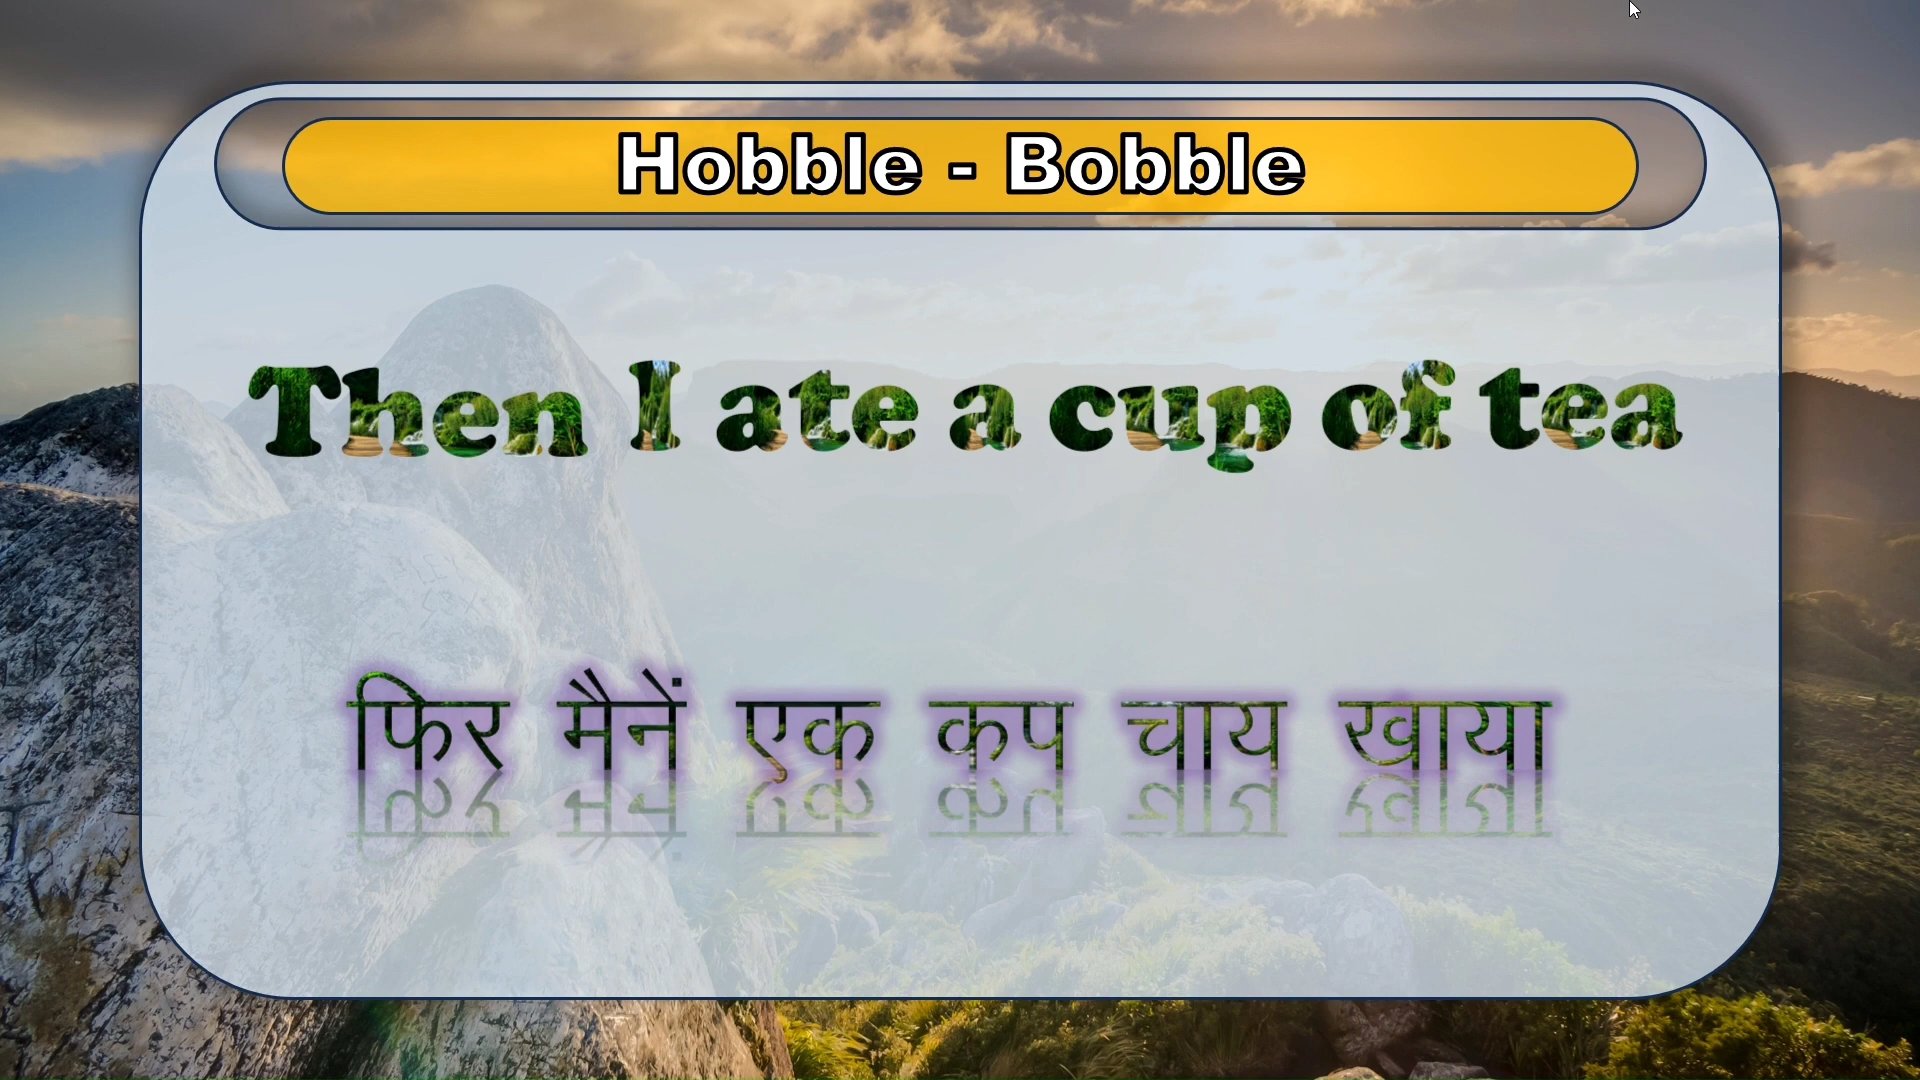 Hobble - Bobble
Then I ate a cup of tea
फिर मैनें एक कप चाय खाया